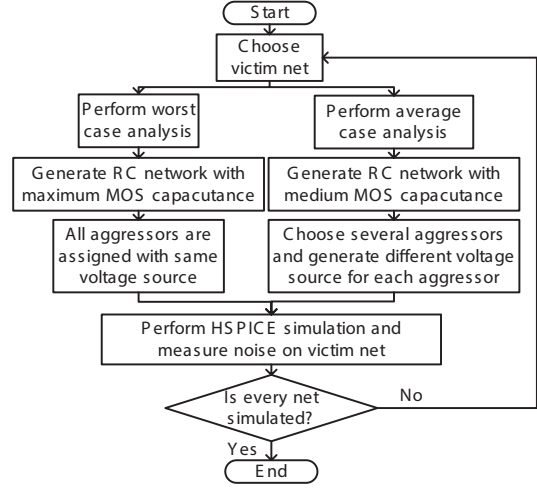 Start
Choose
victim net
Perform worst
case analysis
Perform average
case analysis
Generate RC network with
maximum MOS capacutance
Generate RC network with
medium MOS capacutance
All aggressors are
assigned with same
voltage source
Choose several aggressors
and generate different voltage
source for each aggressor
Perform HSPICE simulation and
measure noise on victim net
Is every net
simulated?
No
Yes
End